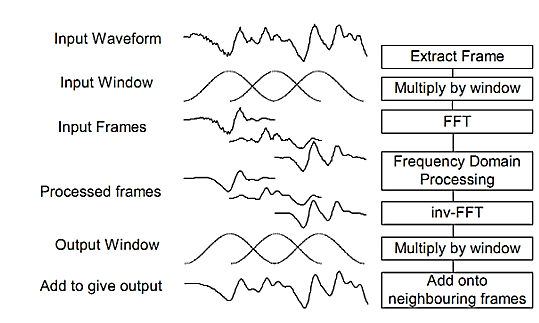 Input Waveform
Input Window
Input Frames
Processed frames
Output Window
Add to give output
Extract Frame
Multiply by window
FFT
Frequency Domain
Processing
inv-FFT
Multiply by window
Add onto
neighbouring frames